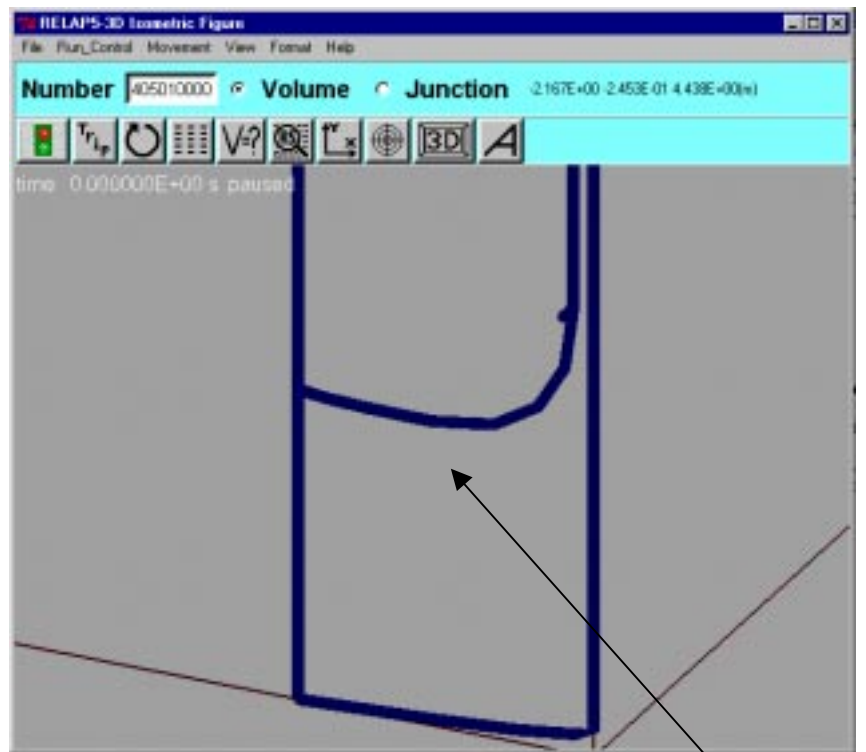 RELAP5-3D Isometric Figure
File Run_Control Movement View Format Help
Number 405010000 Volume Junction -2.167E+00 -2.453E-01 4.438E+00(m)
Trip V=? Y x 3D A
time 0.000000E+00 s paused